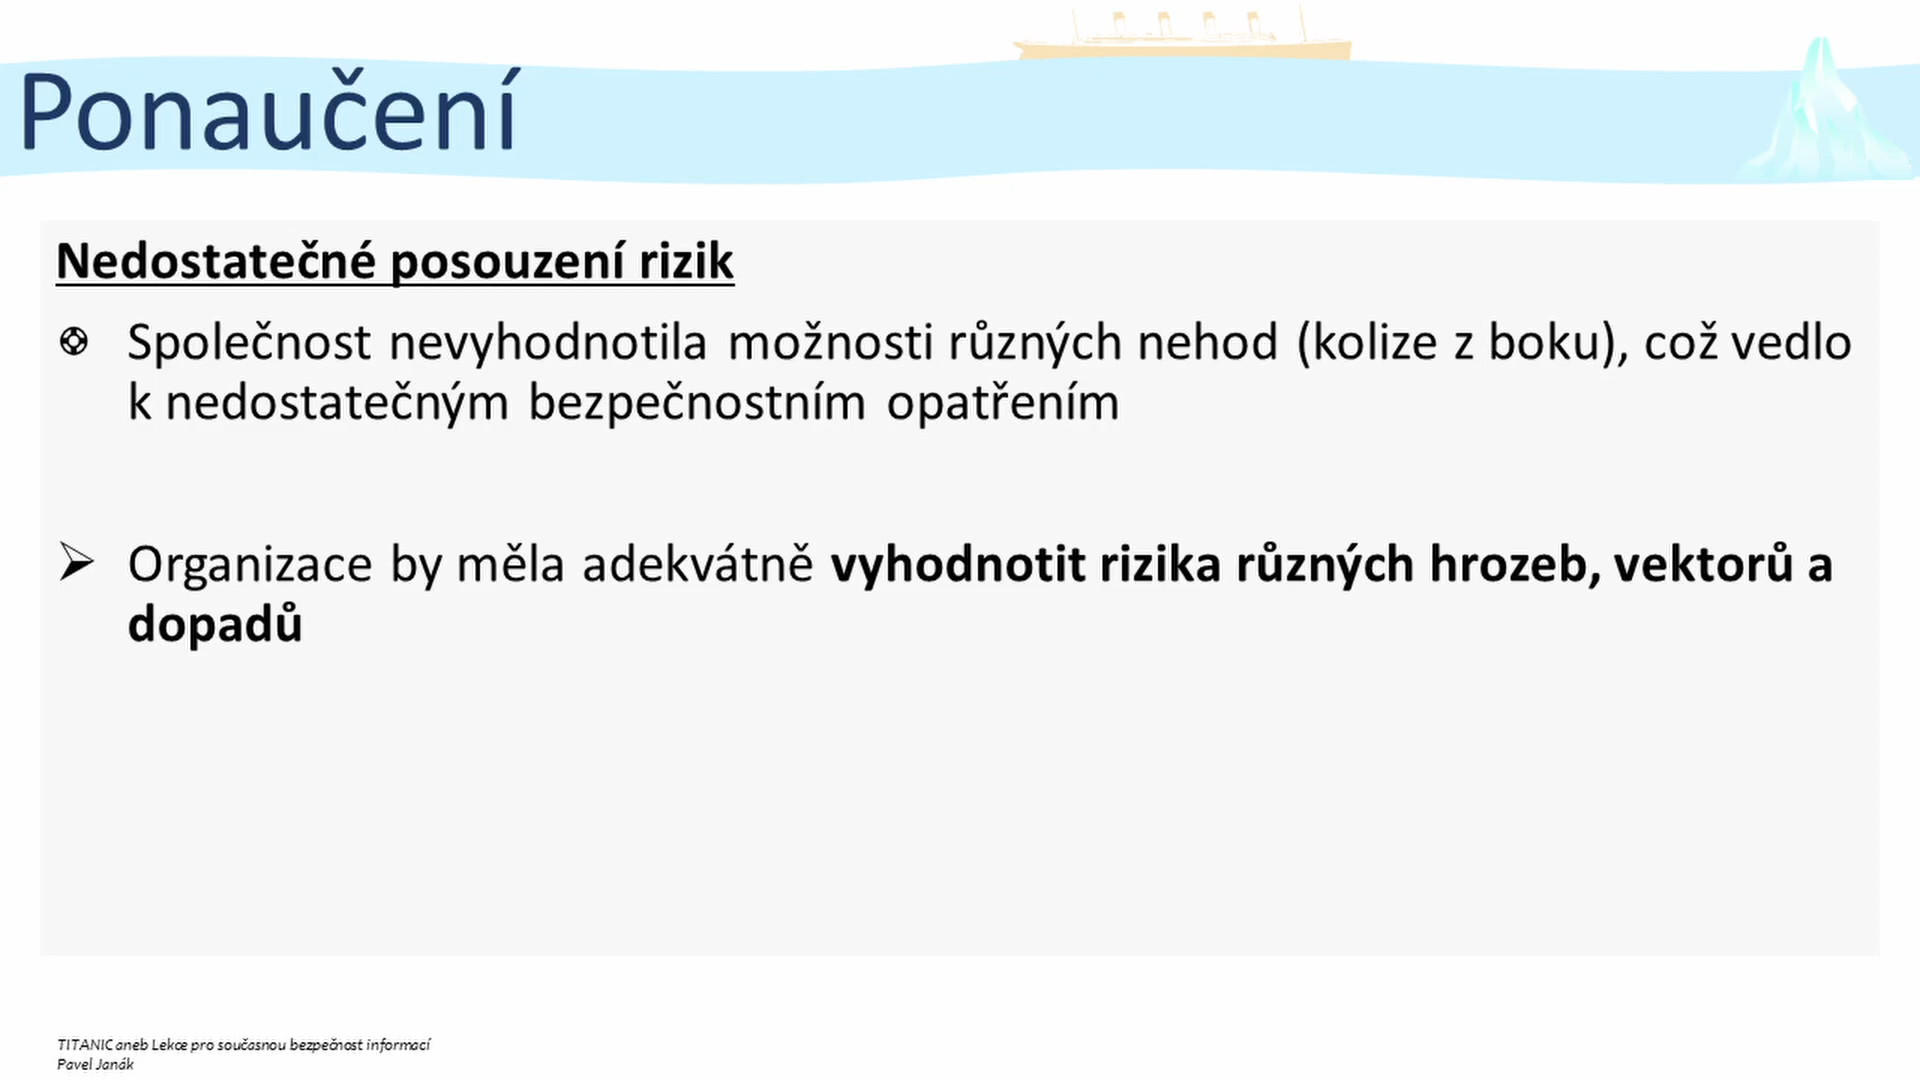 Ponaučení
Nedostatečné posouzení rizik
Společnost nevyhodnotila možnosti různých nehod (kolize z boku), což vedlo
k nedostatečným bezpečnostním opatřením
Organizace by měla adekvátně vyhodnotit rizika různých hrozeb, vektorů a
dopadů
TITANIC aneb Lekce pro současnou bezpečnost informací
Pavel Janák